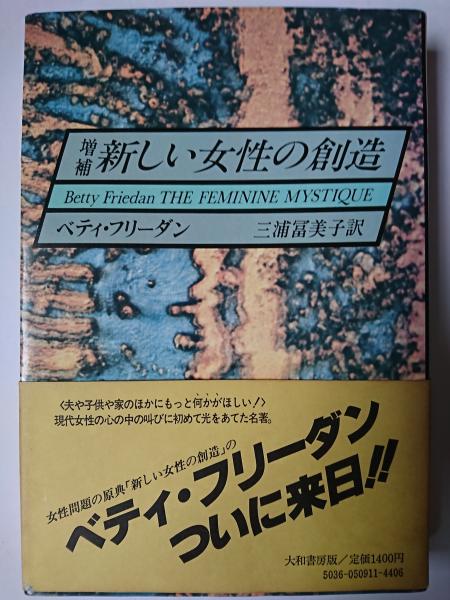 増補 新しい女性の創造
Betty Friedan THE FEMININE MYSTIQUE
ベティ・フリーダン 三浦冨美子訳
〈夫や子供や家のほかにもっと何かがほしい!〉
現代女性の心の中の叫びに初めて光をあてた名著。
女性問題の原典「新しい女性の創造」の
ベティ・フリーダン
ついに来日!!
大和書房版/定価1400円
5036-050911-4406